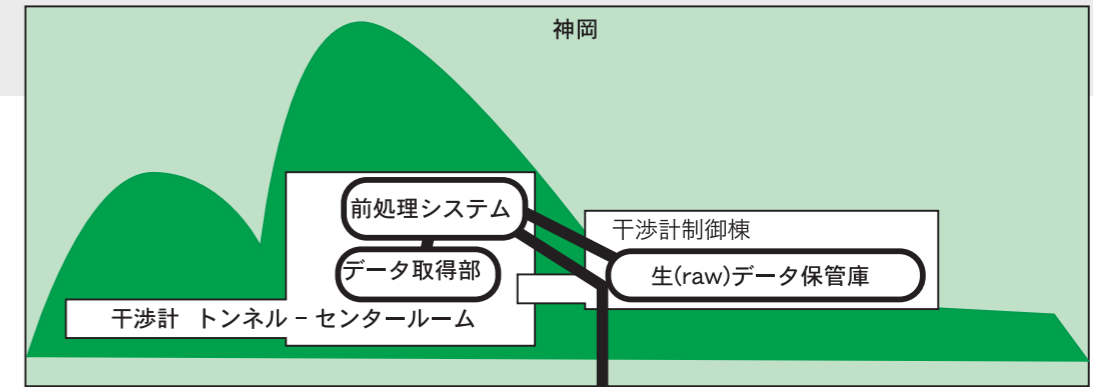 神岡
前処理システム
干渉計制御棟
データ取得部
生(raw)データ保管庫
干渉計 トンネル − センタールーム